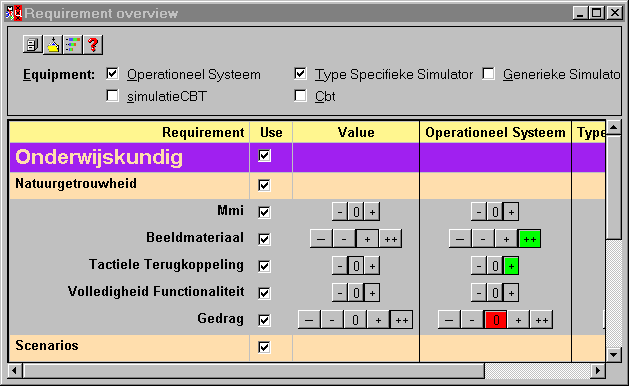 Requirement overview
Equipment: Operationeel Systeem Type Specifieke Simulator Generieke Simulato
simulatieCBT Cbt
Requirement Use Value Operationeel Systeem Type
Onderwijskundig
Natuurgetrouwheid
Mmi - 0 + - 0 +
Beeldmateriaal -- - + ++ -- - + ++
Tactiele Terugkoppeling - 0 + - 0 +
Volledigheid Functionaliteit - 0 + - 0 +
Gedrag -- - 0 + ++ -- - 0 + ++
Scenarios